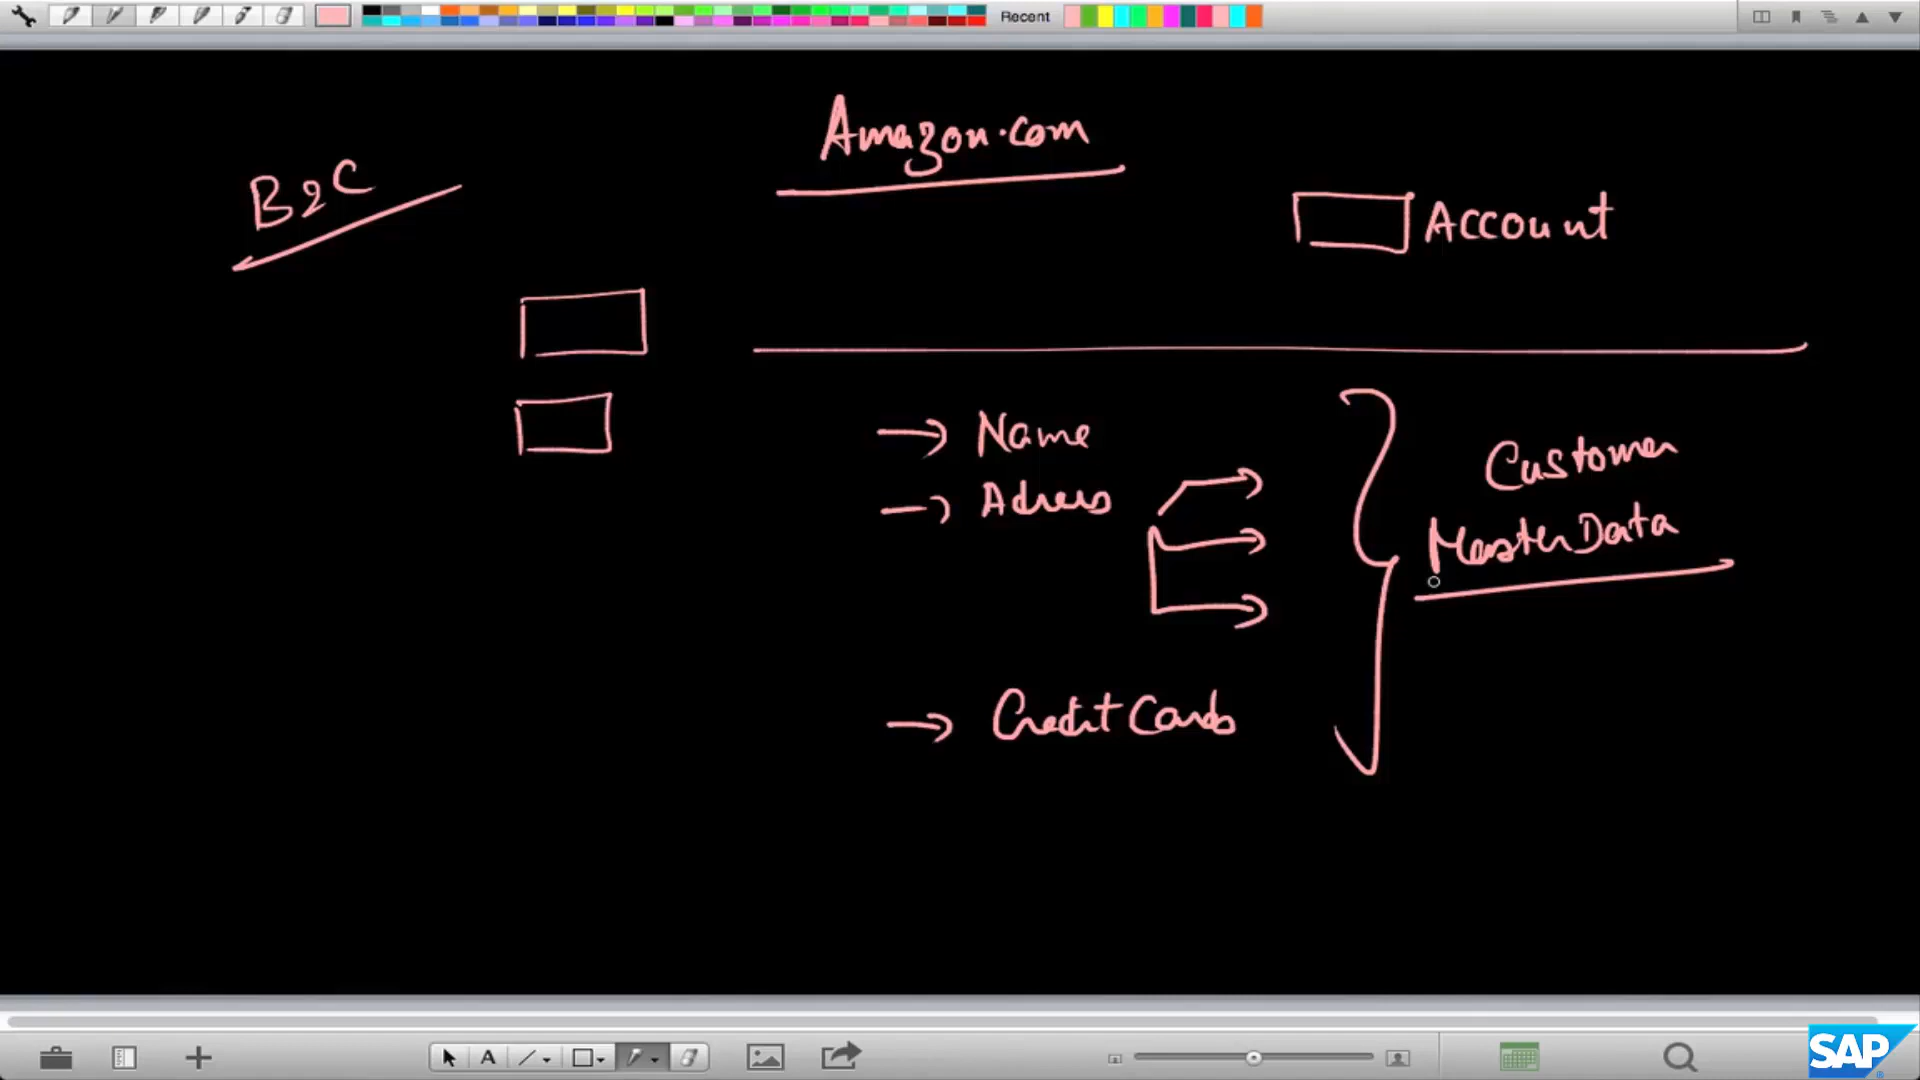 Recent
Amazon.com
B2C
Account
Name
Adress
Credit Cards
Customer
Master Data
A
SAP